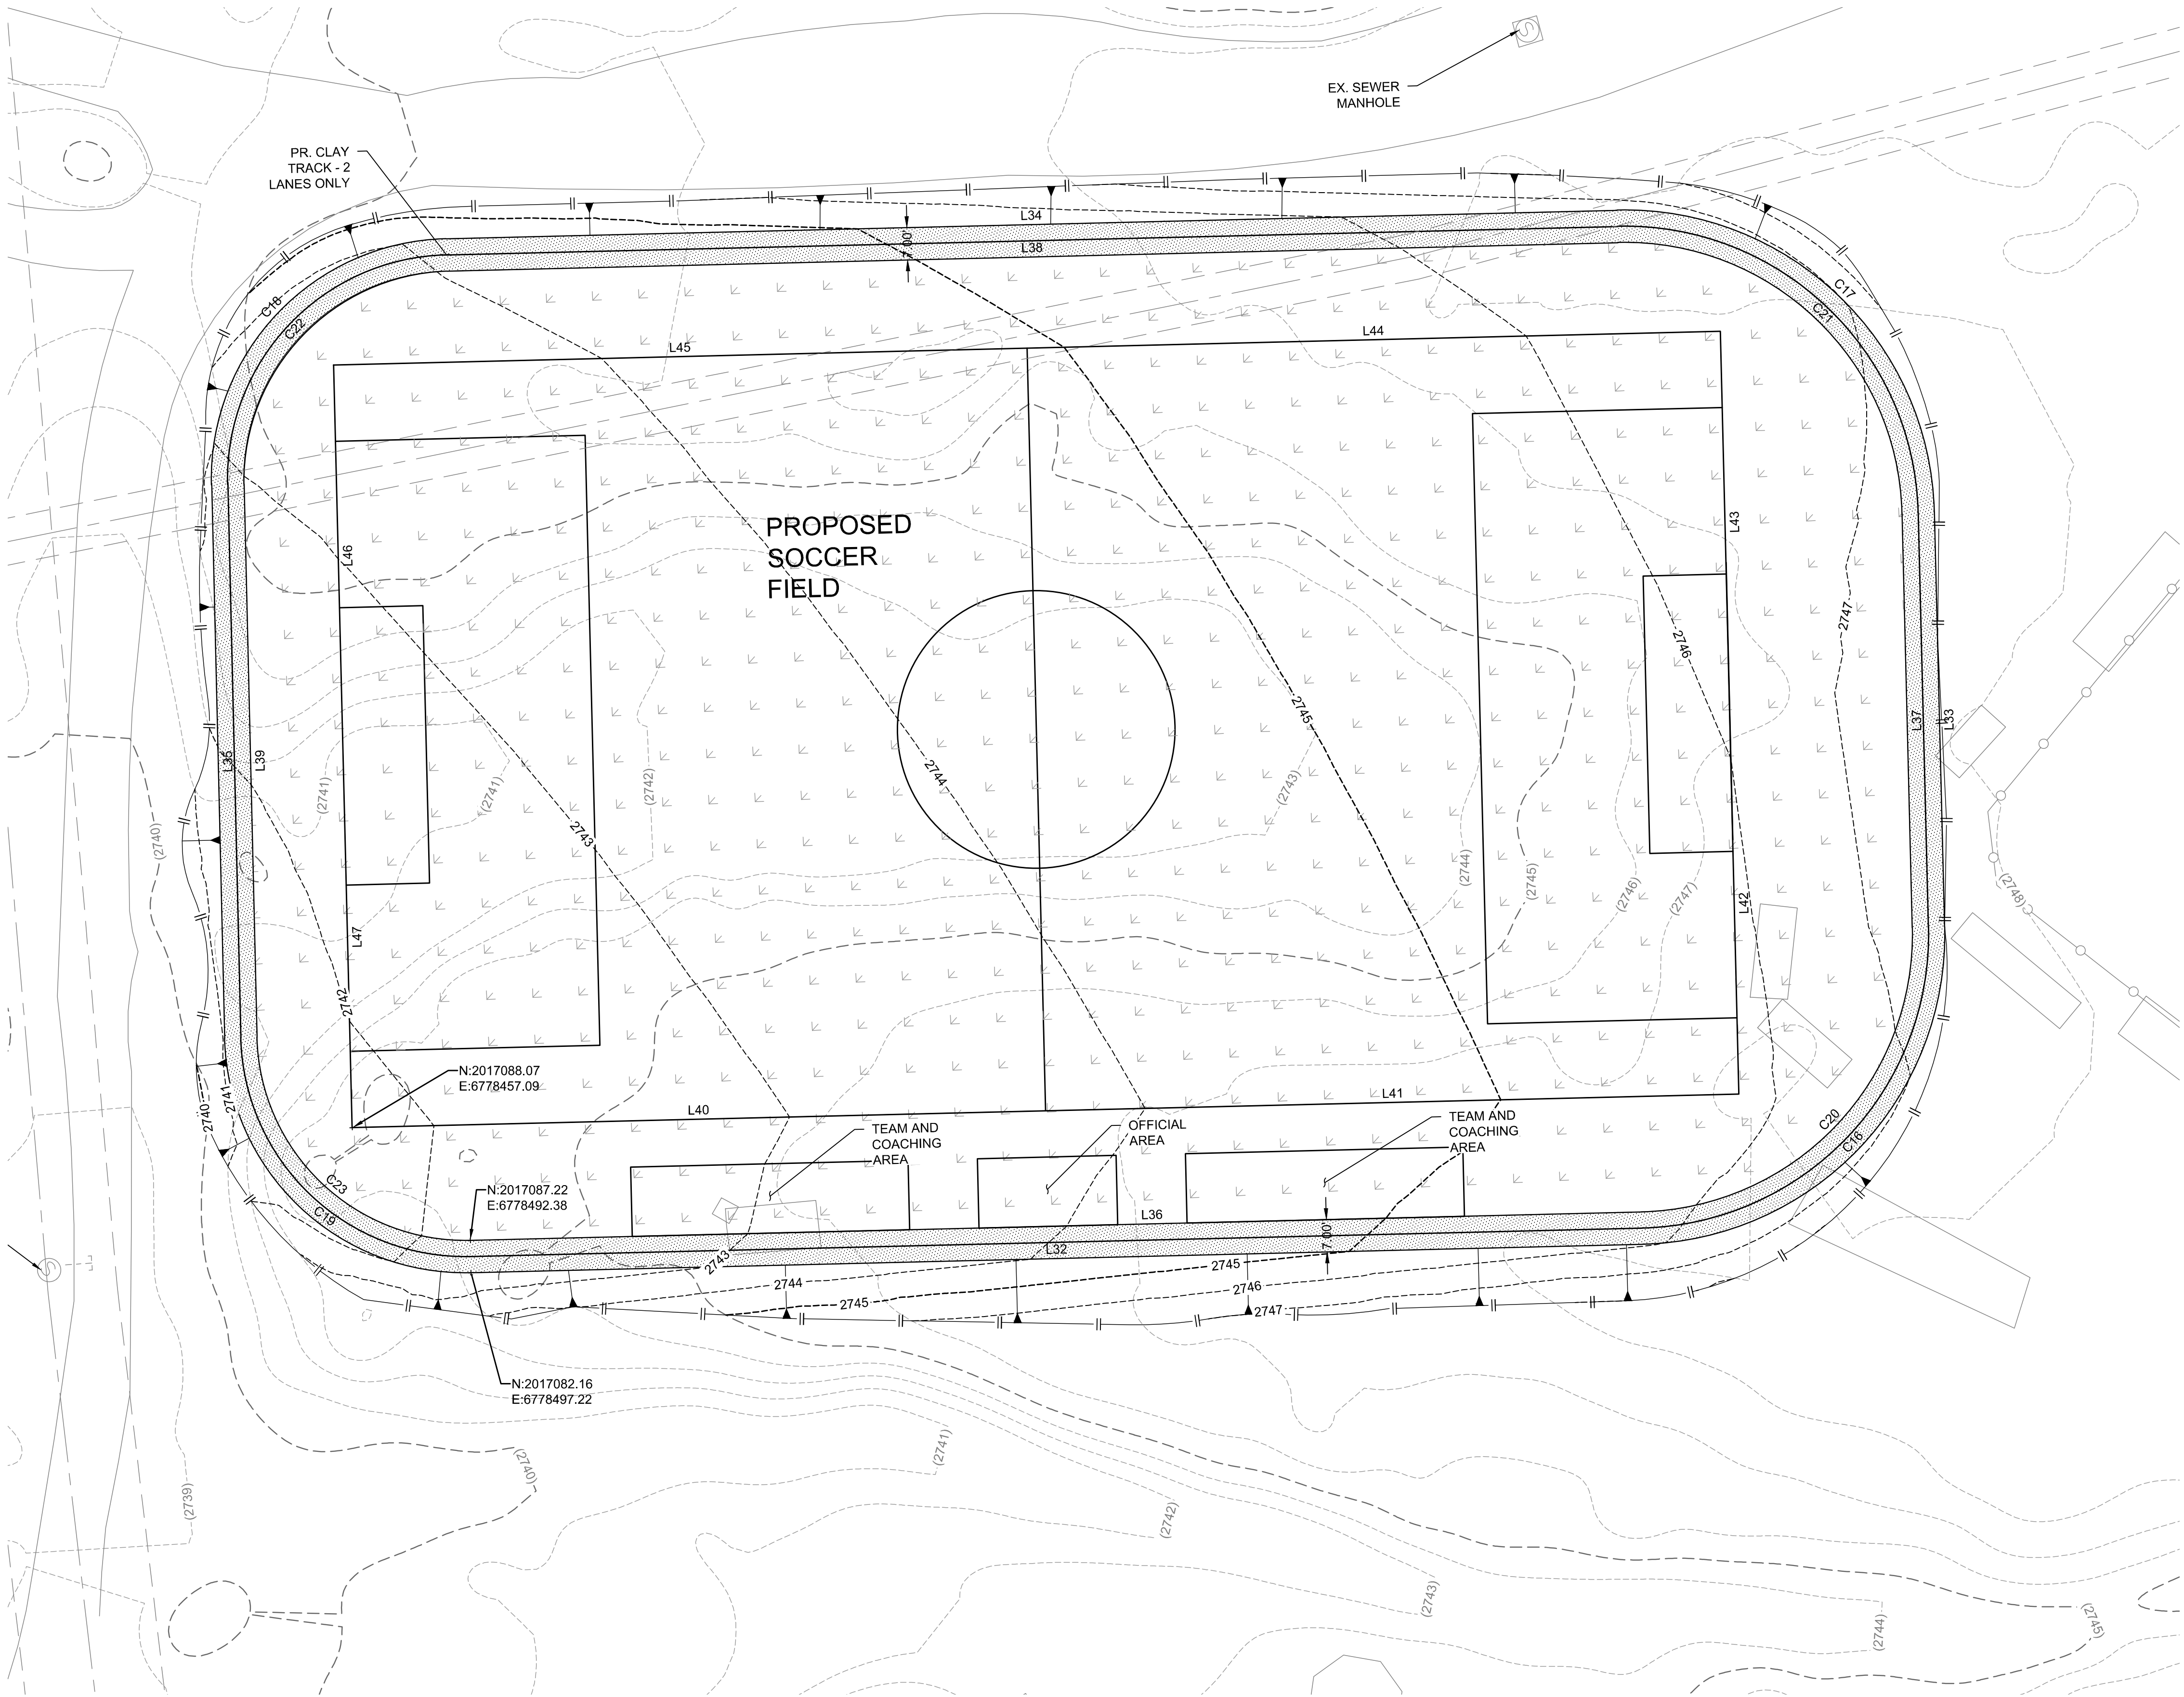 EX. SEWER
MANHOLE
S
PR. CLAY
TRACK - 2
LANES ONLY
L34
7.00'
L38
C18
C22
C17
C21
L45
L44
L46
L43
PROPOSED
SOCCER
FIELD
2747
2746
2745
L35
L39
L37
L33
2744
(2741)
(2741)
(2742)
(2743)
2743
(2740)
(2744)
(2745)
(2746)
(2747)
(2748)
L42
L47
2742
N:2017088.07
E:6778457.09
2741
2740
L40
L41
TEAM AND
COACHING
AREA
OFFICIAL
AREA
TEAM AND
COACHING
AREA
C20
C16
C23
C19
N:2017087.22
E:6778492.38
L36
7.00'
L32
S
2743
2744
2745
2745
2746
2747
N:2017082.16
E:6778497.22
(2741)
(2740)
(2739)
(2742)
(2743)
(2744)
(2745)